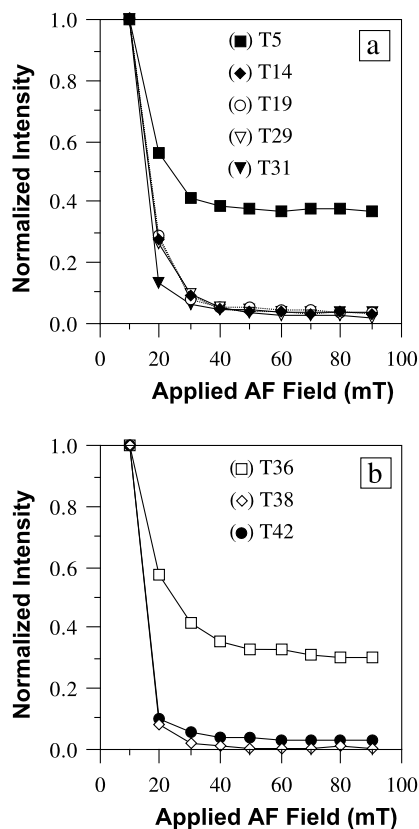 1.0
0.8
0.6
0.4
0.2
0.0
Normalized Intensity
a
(■) T5
(◆) T14
(○) T19
(▽) T29
(▼) T31
0 20 40 60 80 100
Applied AF Field (mT)
1.0
0.8
0.6
0.4
0.2
0.0
Normalized Intensity
b
(□) T36
(◇) T38
(●) T42
0 20 40 60 80 100
Applied AF Field (mT)